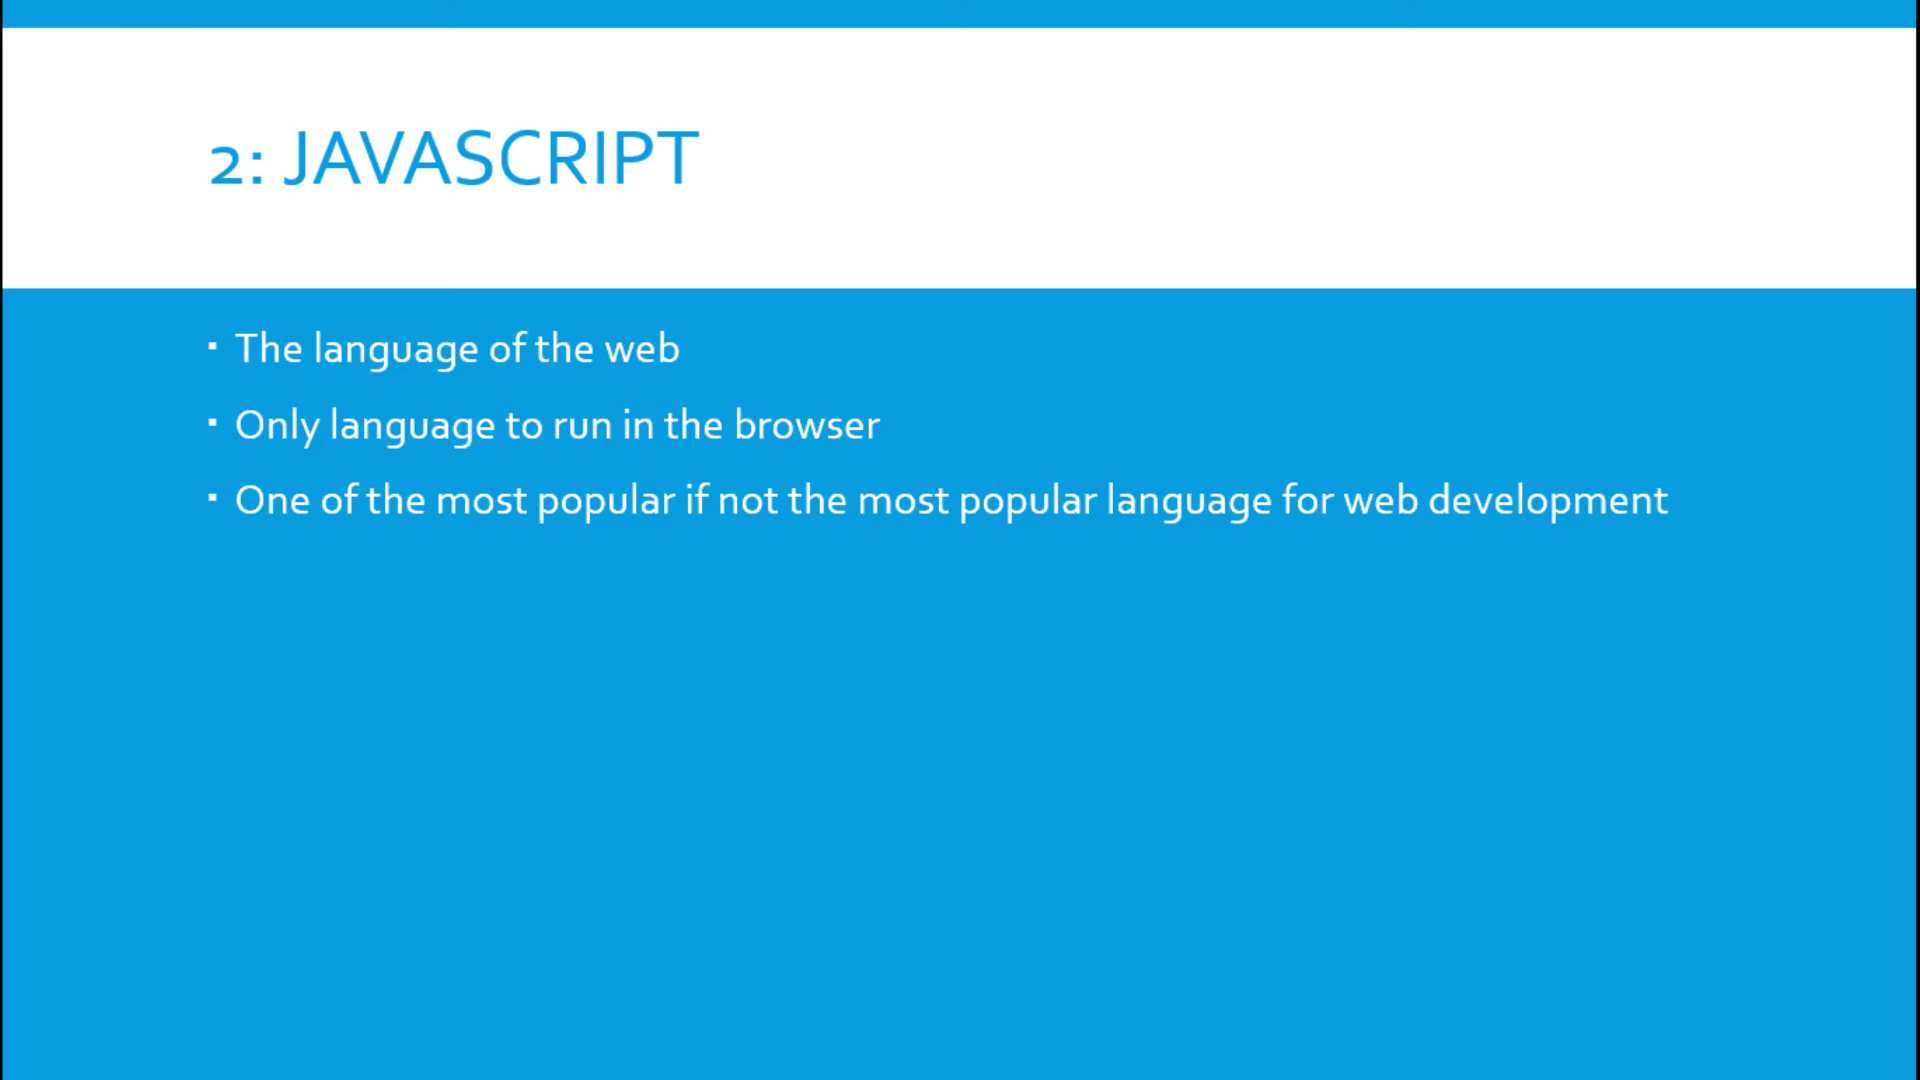 2: JAVASCRIPT
▪ The language of the web
▪ Only language to run in the browser
▪ One of the most popular if not the most popular language for web development